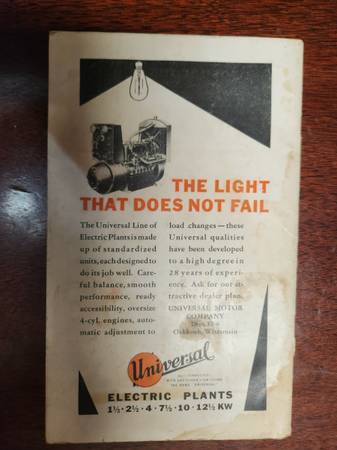 THE LIGHT
THAT DOES NOT FAIL
The Universal Line of
Electric Plants is made
up of standardized
units, each designed to
do its job well. Care-
ful balance, smooth
performance, ready
accessibility, oversize
4-cyl. engines, auto-
matic adjustment to
load changes — these
Universal qualities
have been developed
to a high degree in
28 years of experi-
ence. Ask for our at-
tractive dealer plan.
UNIVERSAL MOTOR
COMPANY
Oshkosh, Wisconsin
Universal
ELECTRIC PLANTS
1½ · 2½ · 4 · 7½ · 10 · 12½ KW